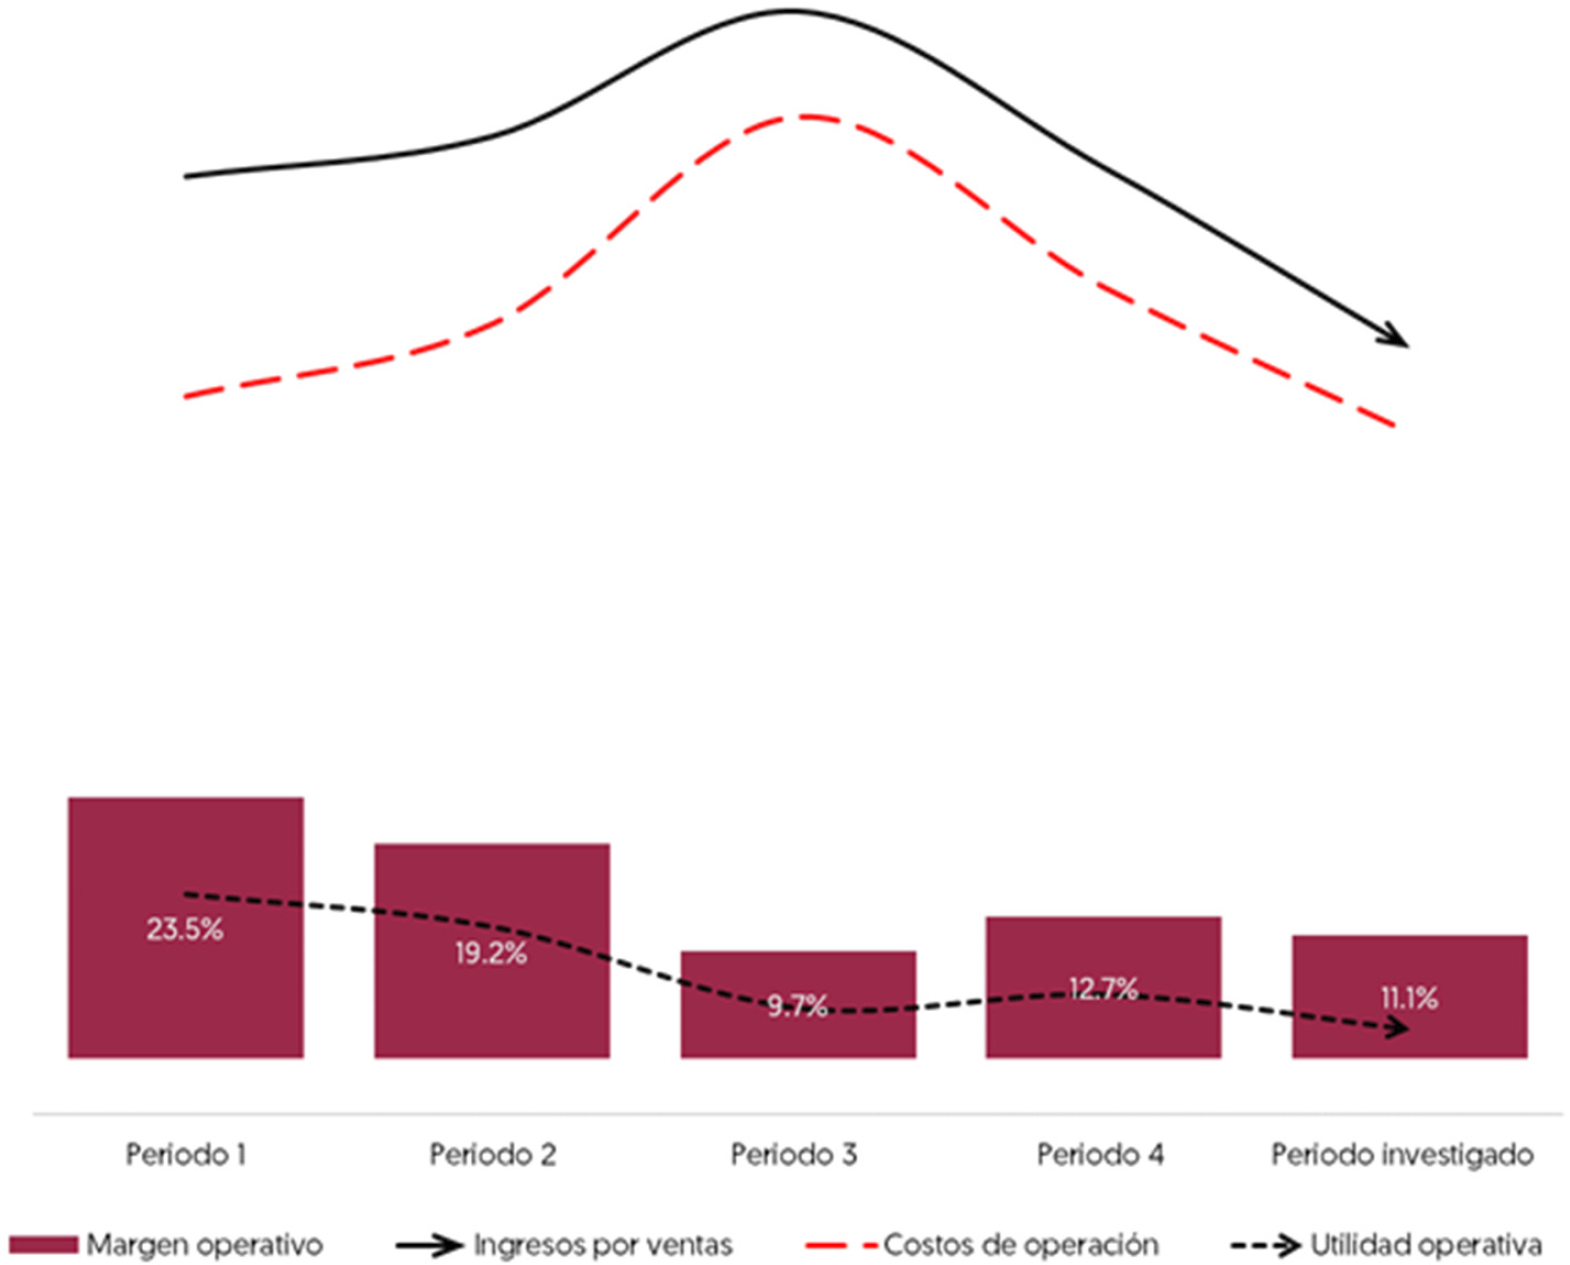 23.5%
19.2%
9.7%
12.7%
11.1%
Periodo 1
Periodo 2
Periodo 3
Periodo 4
Periodo investigado
Margen operativo
Ingresos por ventas
Costos de operación
Utilidad operativa